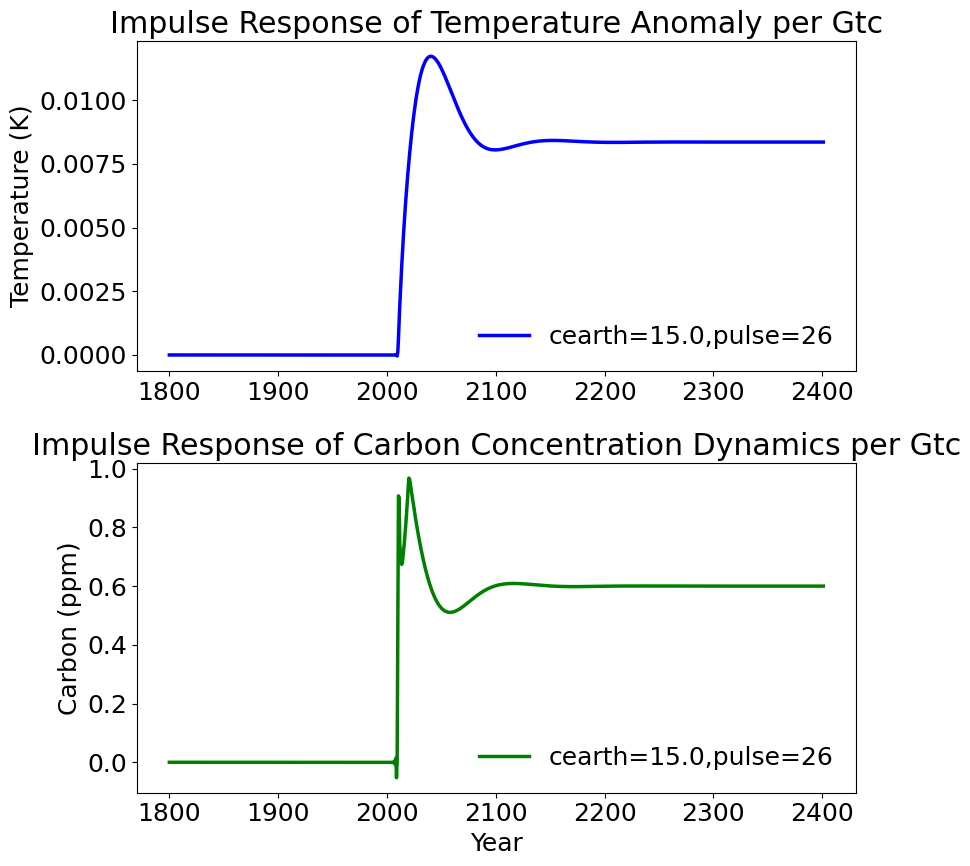 Impulse Response of Temperature Anomaly per Gtc
Temperature (K)
0.0100
0.0075
0.0050
0.0025
0.0000
cearth=15.0,pulse=26
1800 1900 2000 2100 2200 2300 2400
Impulse Response of Carbon Concentration Dynamics per Gtc
Carbon (ppm)
1.0
0.8
0.6
0.4
0.2
0.0
cearth=15.0,pulse=26
1800 1900 2000 2100 2200 2300 2400
Year